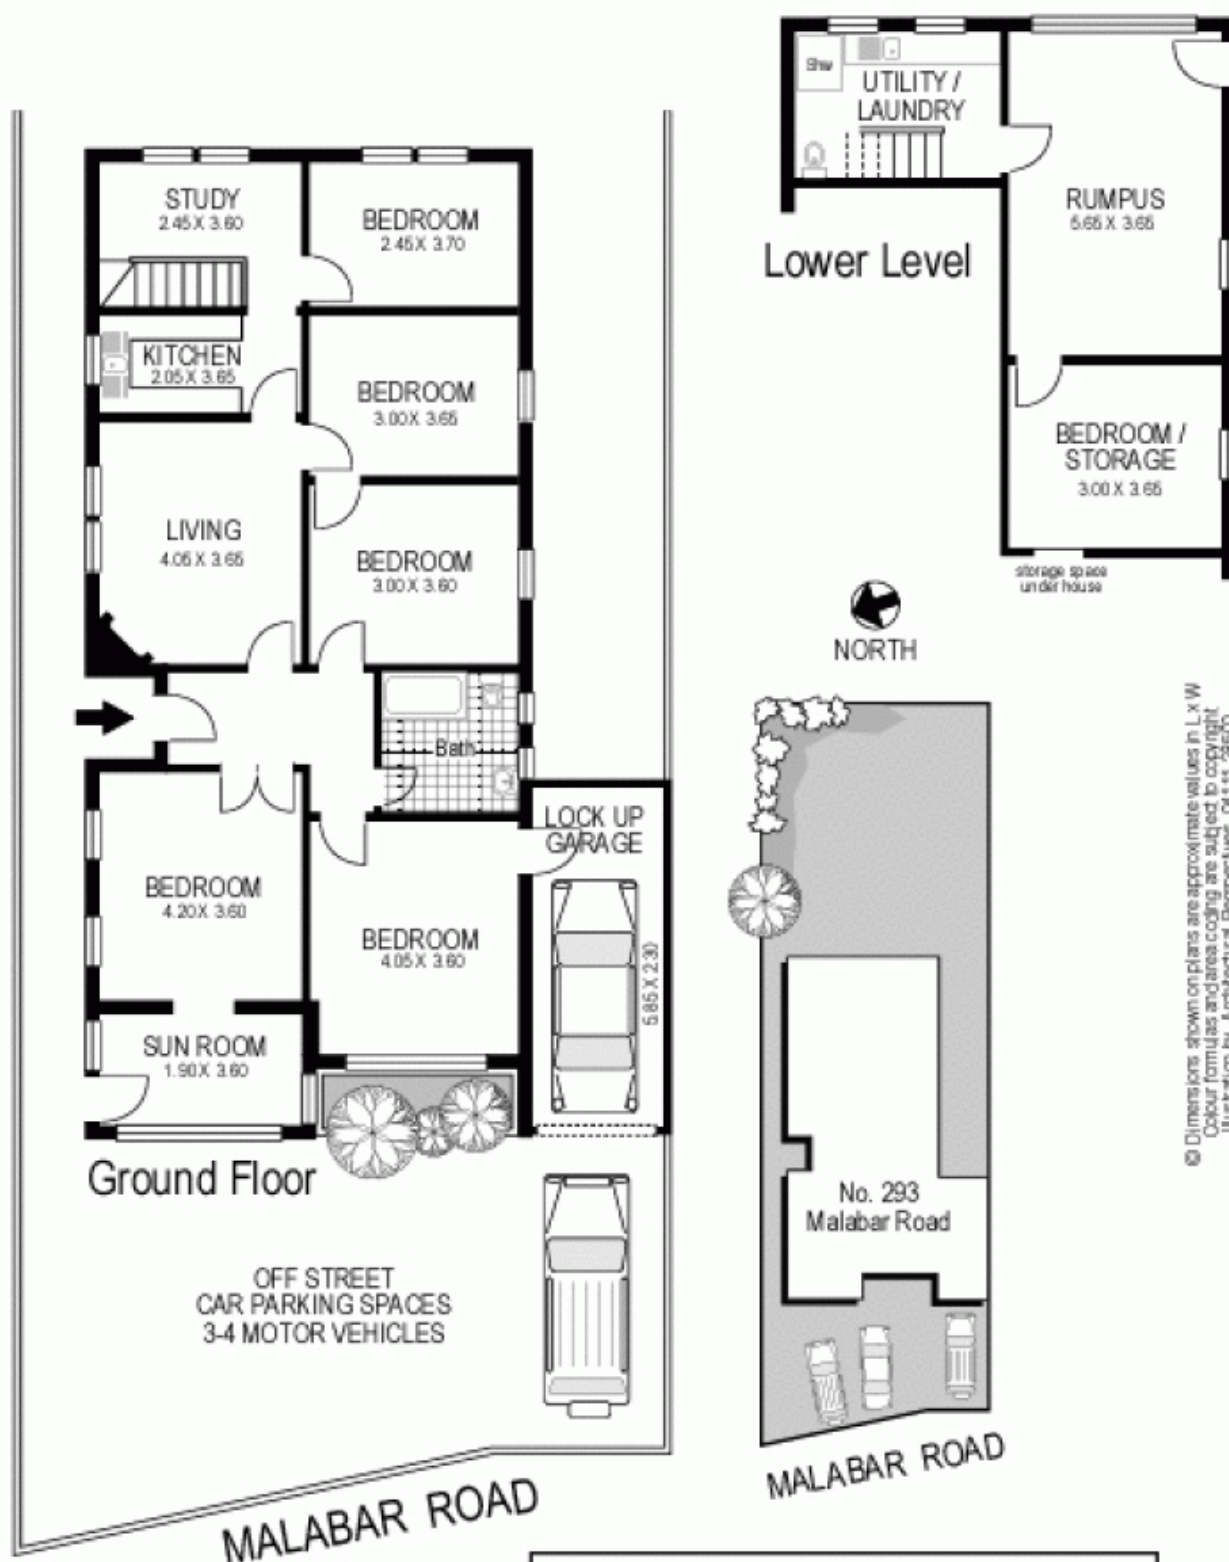 STUDY
2.45 X 3.60
BEDROOM
2.45 X 3.70
KITCHEN
2.05 X 3.65
BEDROOM
3.00 X 3.65
LIVING
4.05 X 3.65
BEDROOM
3.00 X 3.60
Bath
LOCK UP
GARAGE
5.85 X 2.30
BEDROOM
4.20 X 3.60
BEDROOM
4.05 X 3.60
SUN ROOM
1.90 X 3.60
Ground Floor
OFF STREET
CAR PARKING SPACES
3-4 MOTOR VEHICLES
MALABAR ROAD
Shw
UTILITY /
LAUNDRY
RUMPUS
5.65 X 3.65
Lower Level
BEDROOM /
STORAGE
3.00 X 3.65
storage space
under house
NORTH
No. 293
Malabar Road
MALABAR ROAD
© Dimensions shown on plans are approximate values in L x W
Colour formulas and area coding are subject to copyright